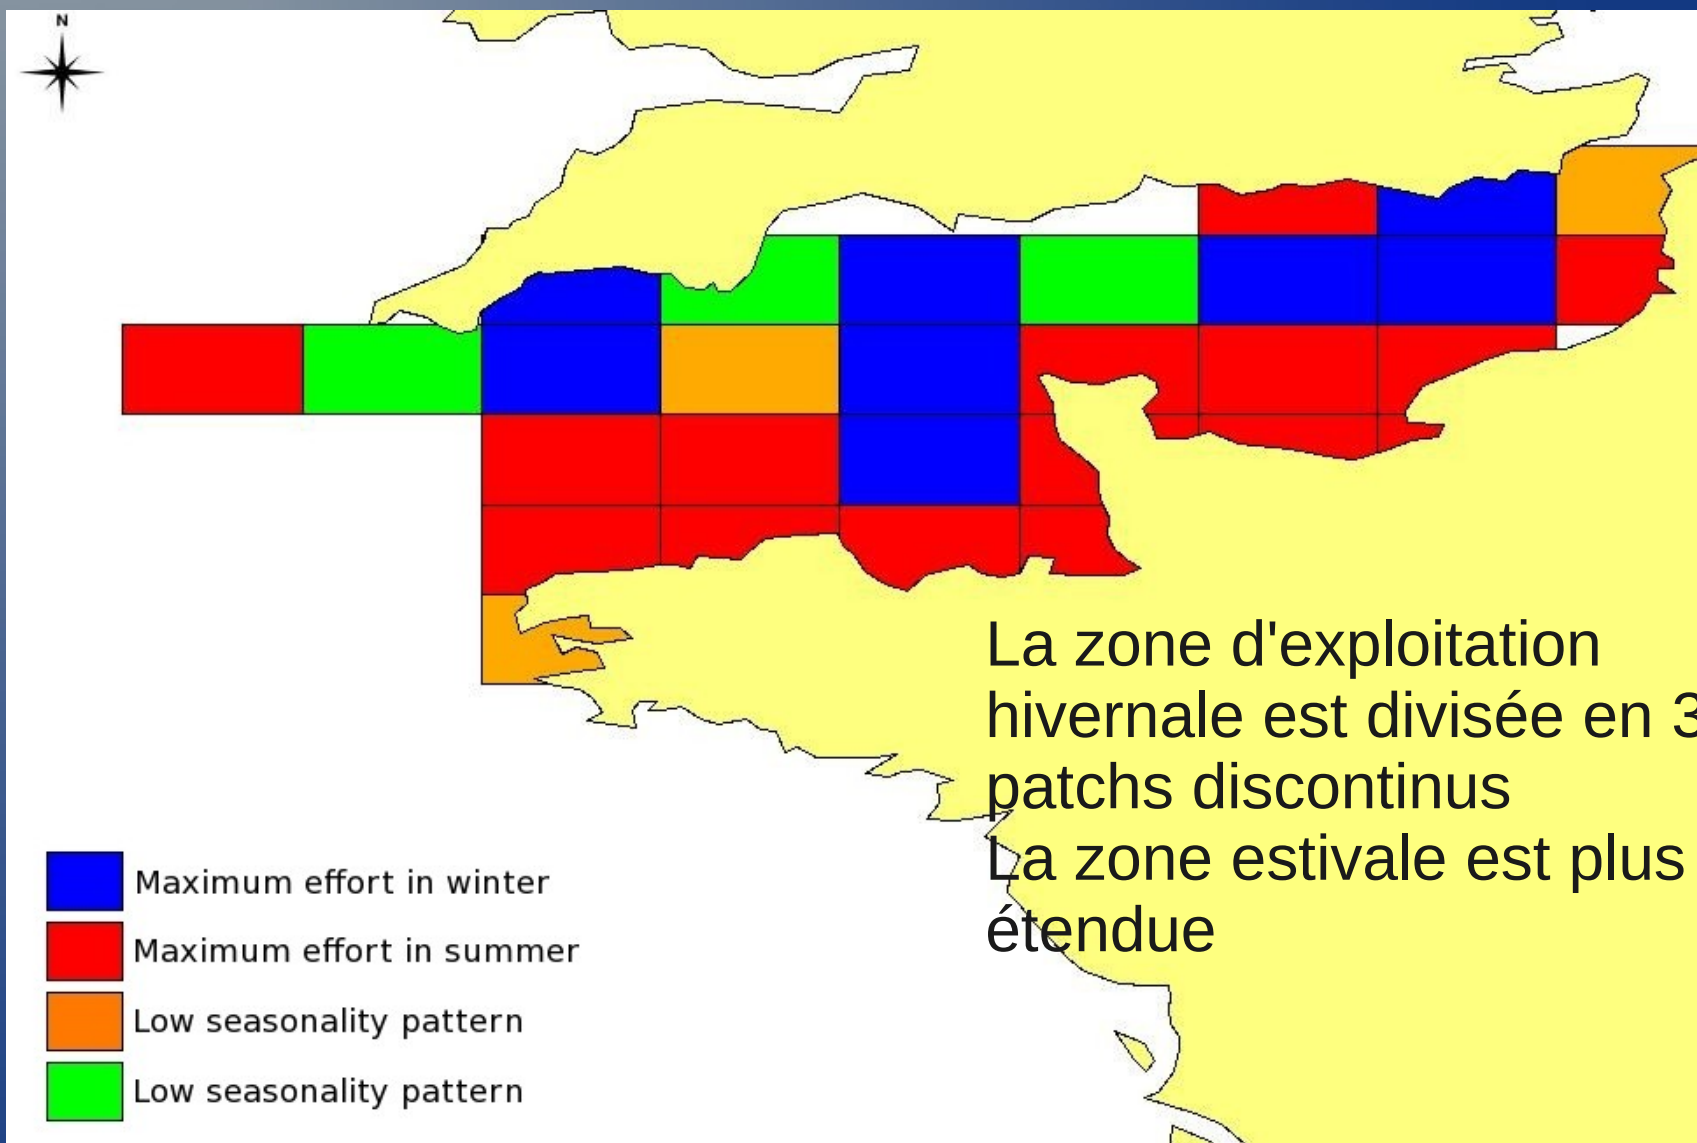 N
La zone d'exploitation
hivernale est divisée en 3
patchs discontinus
La zone estivale est plus
étendue
Maximum effort in winter
Maximum effort in summer
Low seasonality pattern
Low seasonality pattern